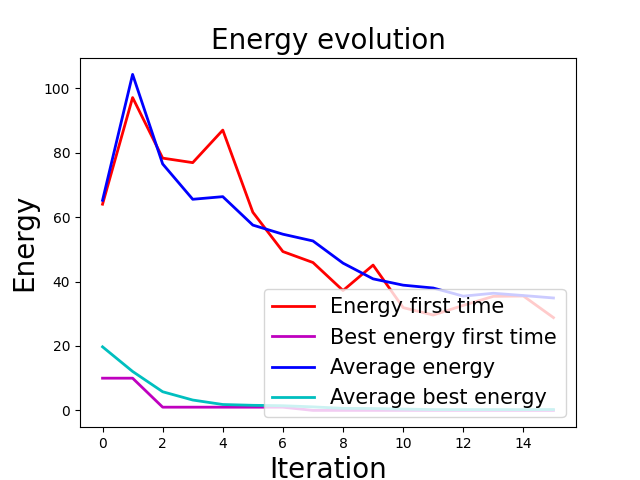 Energy evolution
Energy
100
80
60
40
20
0
Energy first time
Best energy first time
Average energy
Average best energy
0 2 4 6 8 10 12 14
Iteration